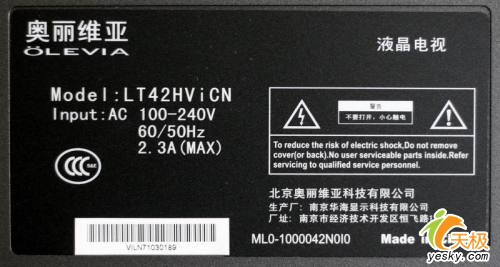 奥丽维亚
ÖLEVIA
液晶电视
Model:LT42HViCN
Input:AC 100-240V
60/50Hz
2.3A(MAX)
警告
不要打开,小心触电
To reduce the risk of electric shock,Do not remove
cover(or back).No user serviceable parts inside.Refer
servicing to qualified service personnel.
CCC
北京奥丽维亚科技有限公司
生产厂: 南京华海显示科技有限公司
厂址: 南京市经济技术开发区恒飞路
VILN71030189
ML0-1000042N0I0
Made in
天极
yesky.com